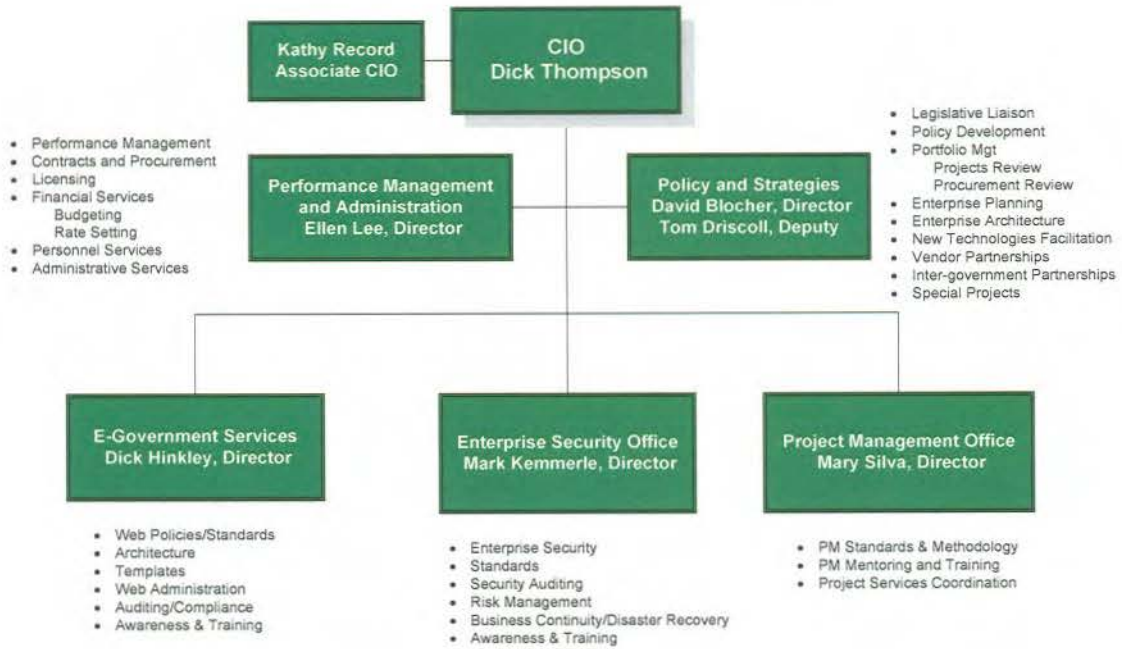 Kathy Record
Associate CIO
CIO
Dick Thompson
• Performance Management
• Contracts and Procurement
• Licensing
• Financial Services
Budgeting
Rate Setting
• Personnel Services
• Administrative Services
Performance Management
and Administration
Ellen Lee, Director
Policy and Strategies
David Blocher, Director
Tom Driscoll, Deputy
• Legislative Liaison
• Policy Development
• Portfolio Mgt
Projects Review
Procurement Review
• Enterprise Planning
• Enterprise Architecture
• New Technologies Facilitation
• Vendor Partnerships
• Inter-government Partnerships
• Special Projects
E-Government Services
Dick Hinkley, Director
Enterprise Security Office
Mark Kemmerle, Director
Project Management Office
Mary Silva, Director
• Web Policies/Standards
• Architecture
• Templates
• Web Administration
• Auditing/Compliance
• Awareness & Training
• Enterprise Security
• Standards
• Security Auditing
• Risk Management
• Business Continuity/Disaster Recovery
• Awareness & Training
• PM Standards & Methodology
• PM Mentoring and Training
• Project Services Coordination